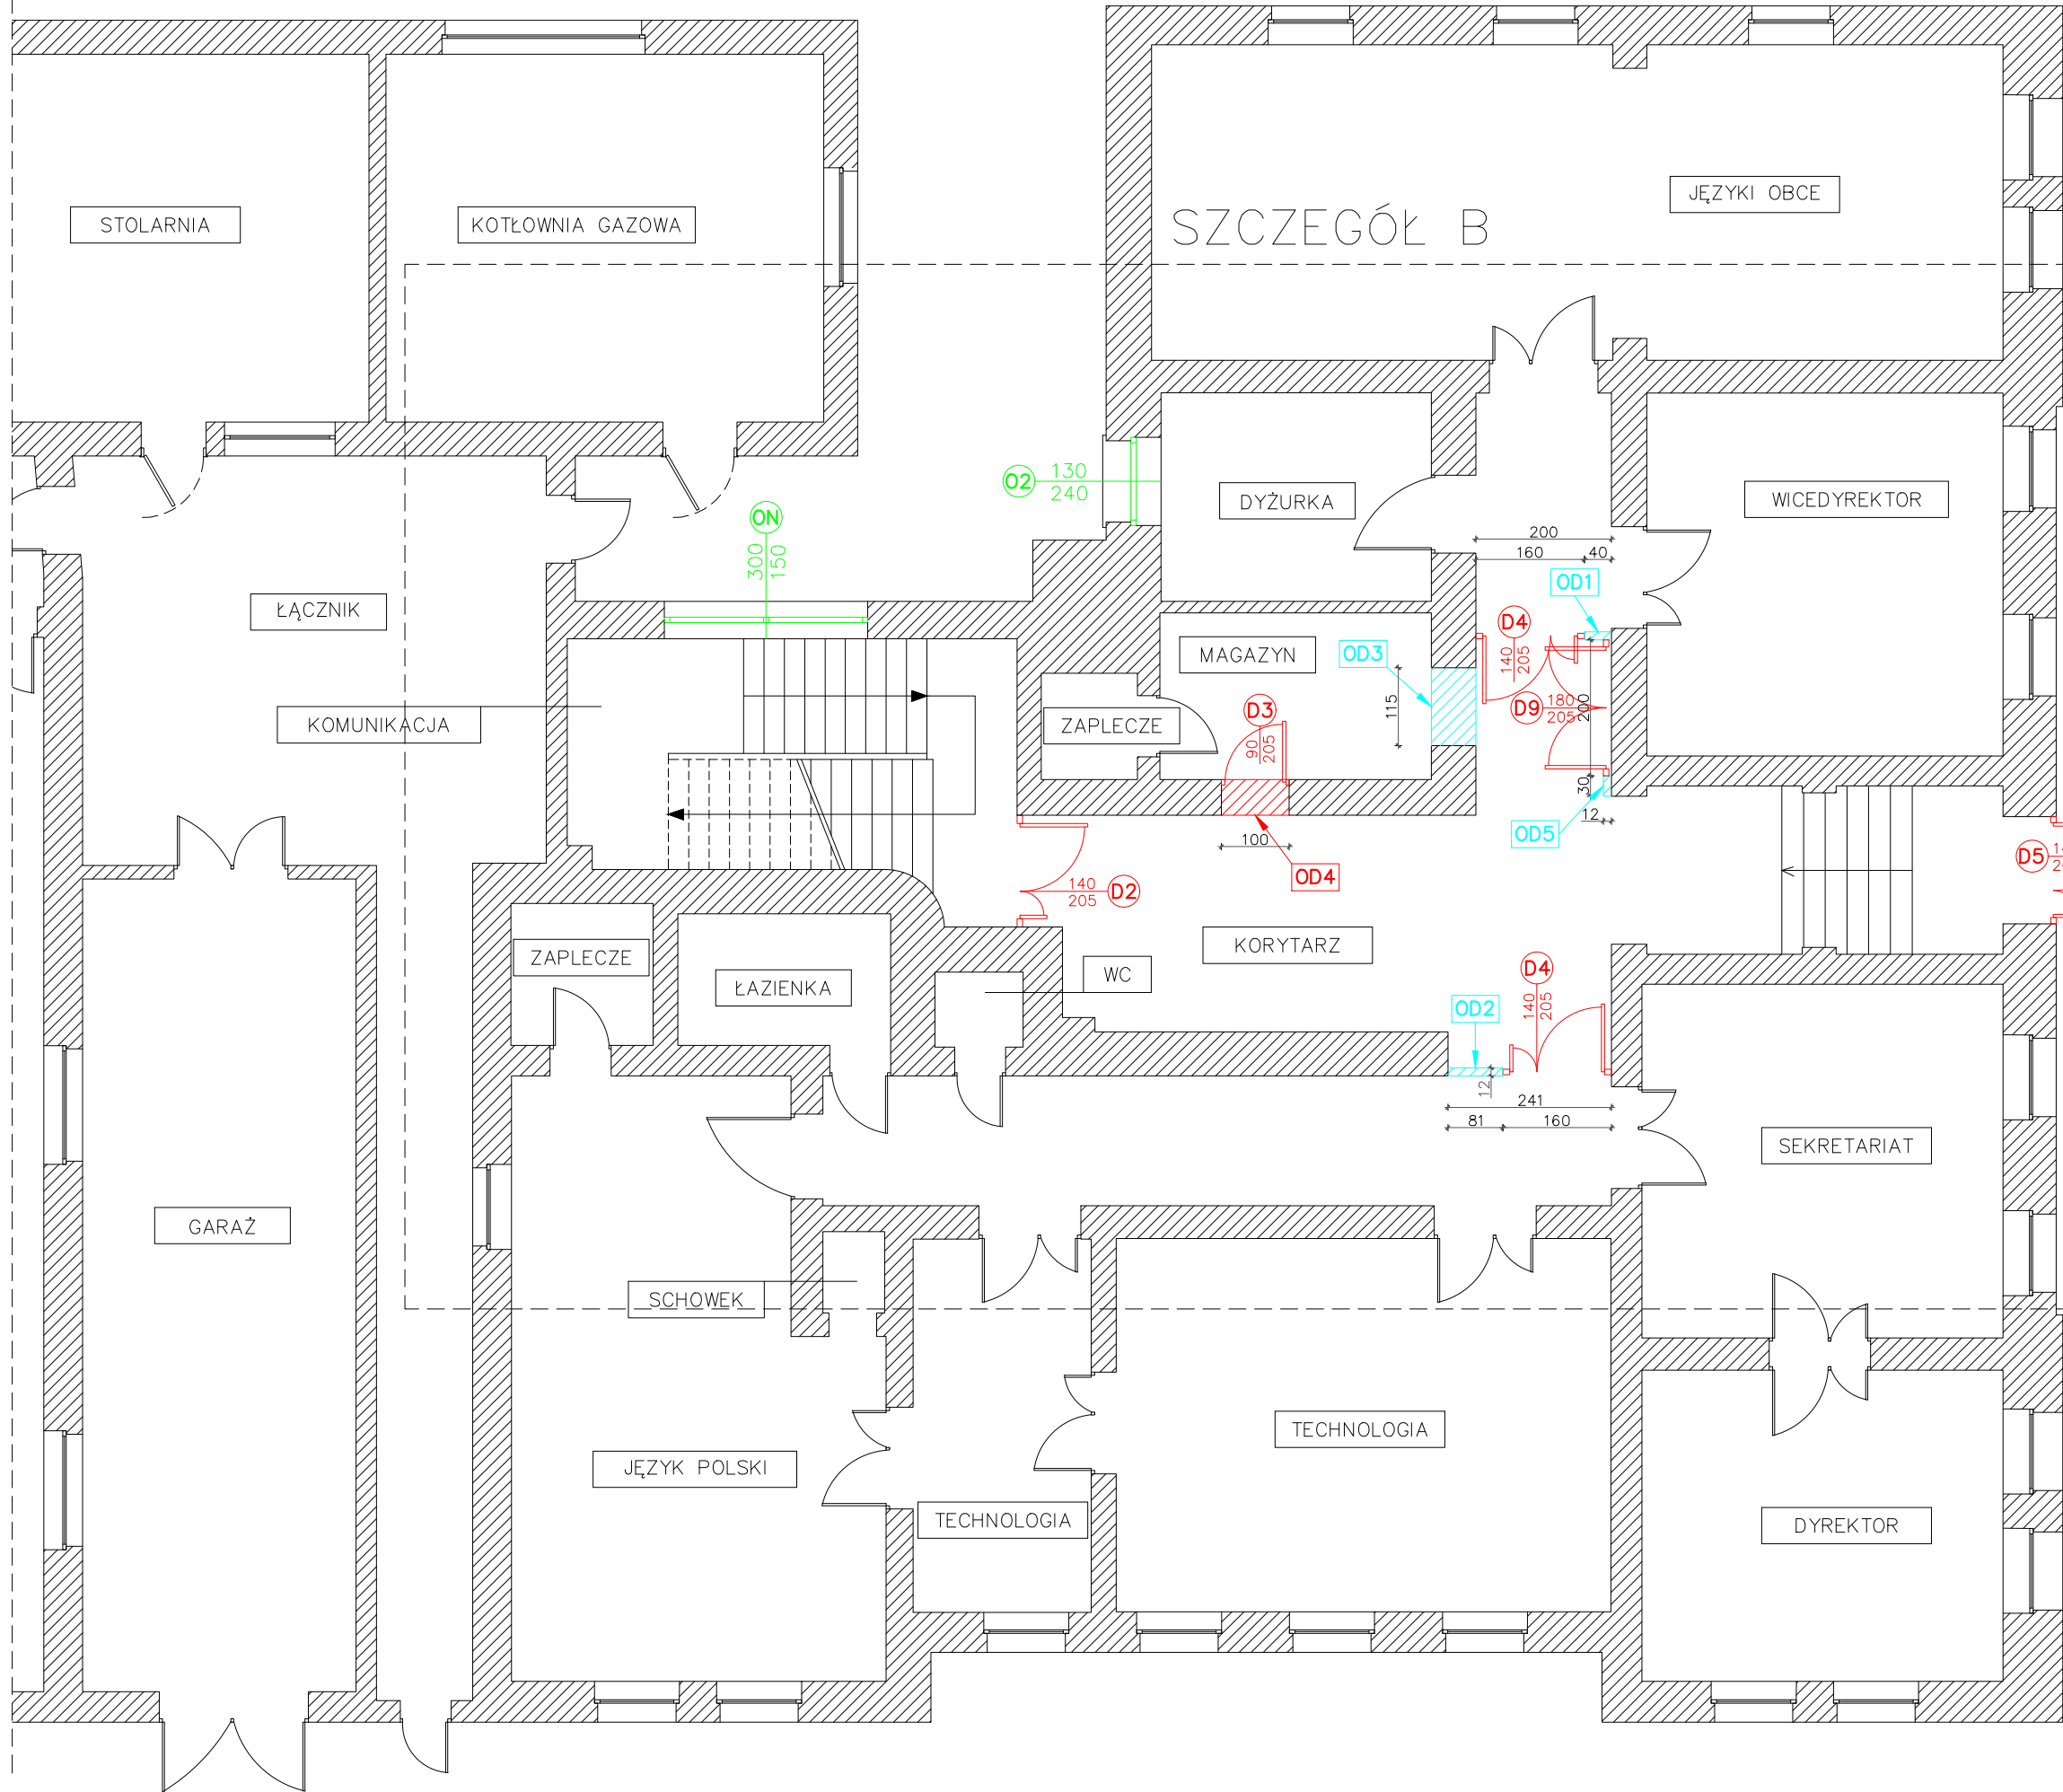 STOLARNIA
KOTŁOWNIA GAZOWA
JĘZYKI OBCE
SZCZEGÓŁ B
O2
130
240
DYŻURKA
WICEDYREKTOR
ON
300
150
200
160
40
OD1
ŁĄCZNIK
D4
140
205
MAGAZYN
OD3
115
KOMUNIKACJA
ZAPLECZE
D3
90
205
D9
180
205
200
30
12
OD5
100
OD4
D5
D2
140
205
ZAPLECZE
ŁAZIENKA
WC
KORYTARZ
D4
140
205
OD2
12
241
81
160
SEKRETARIAT
GARAŻ
SCHOWEK
JĘZYK POLSKI
TECHNOLOGIA
TECHNOLOGIA
DYREKTOR